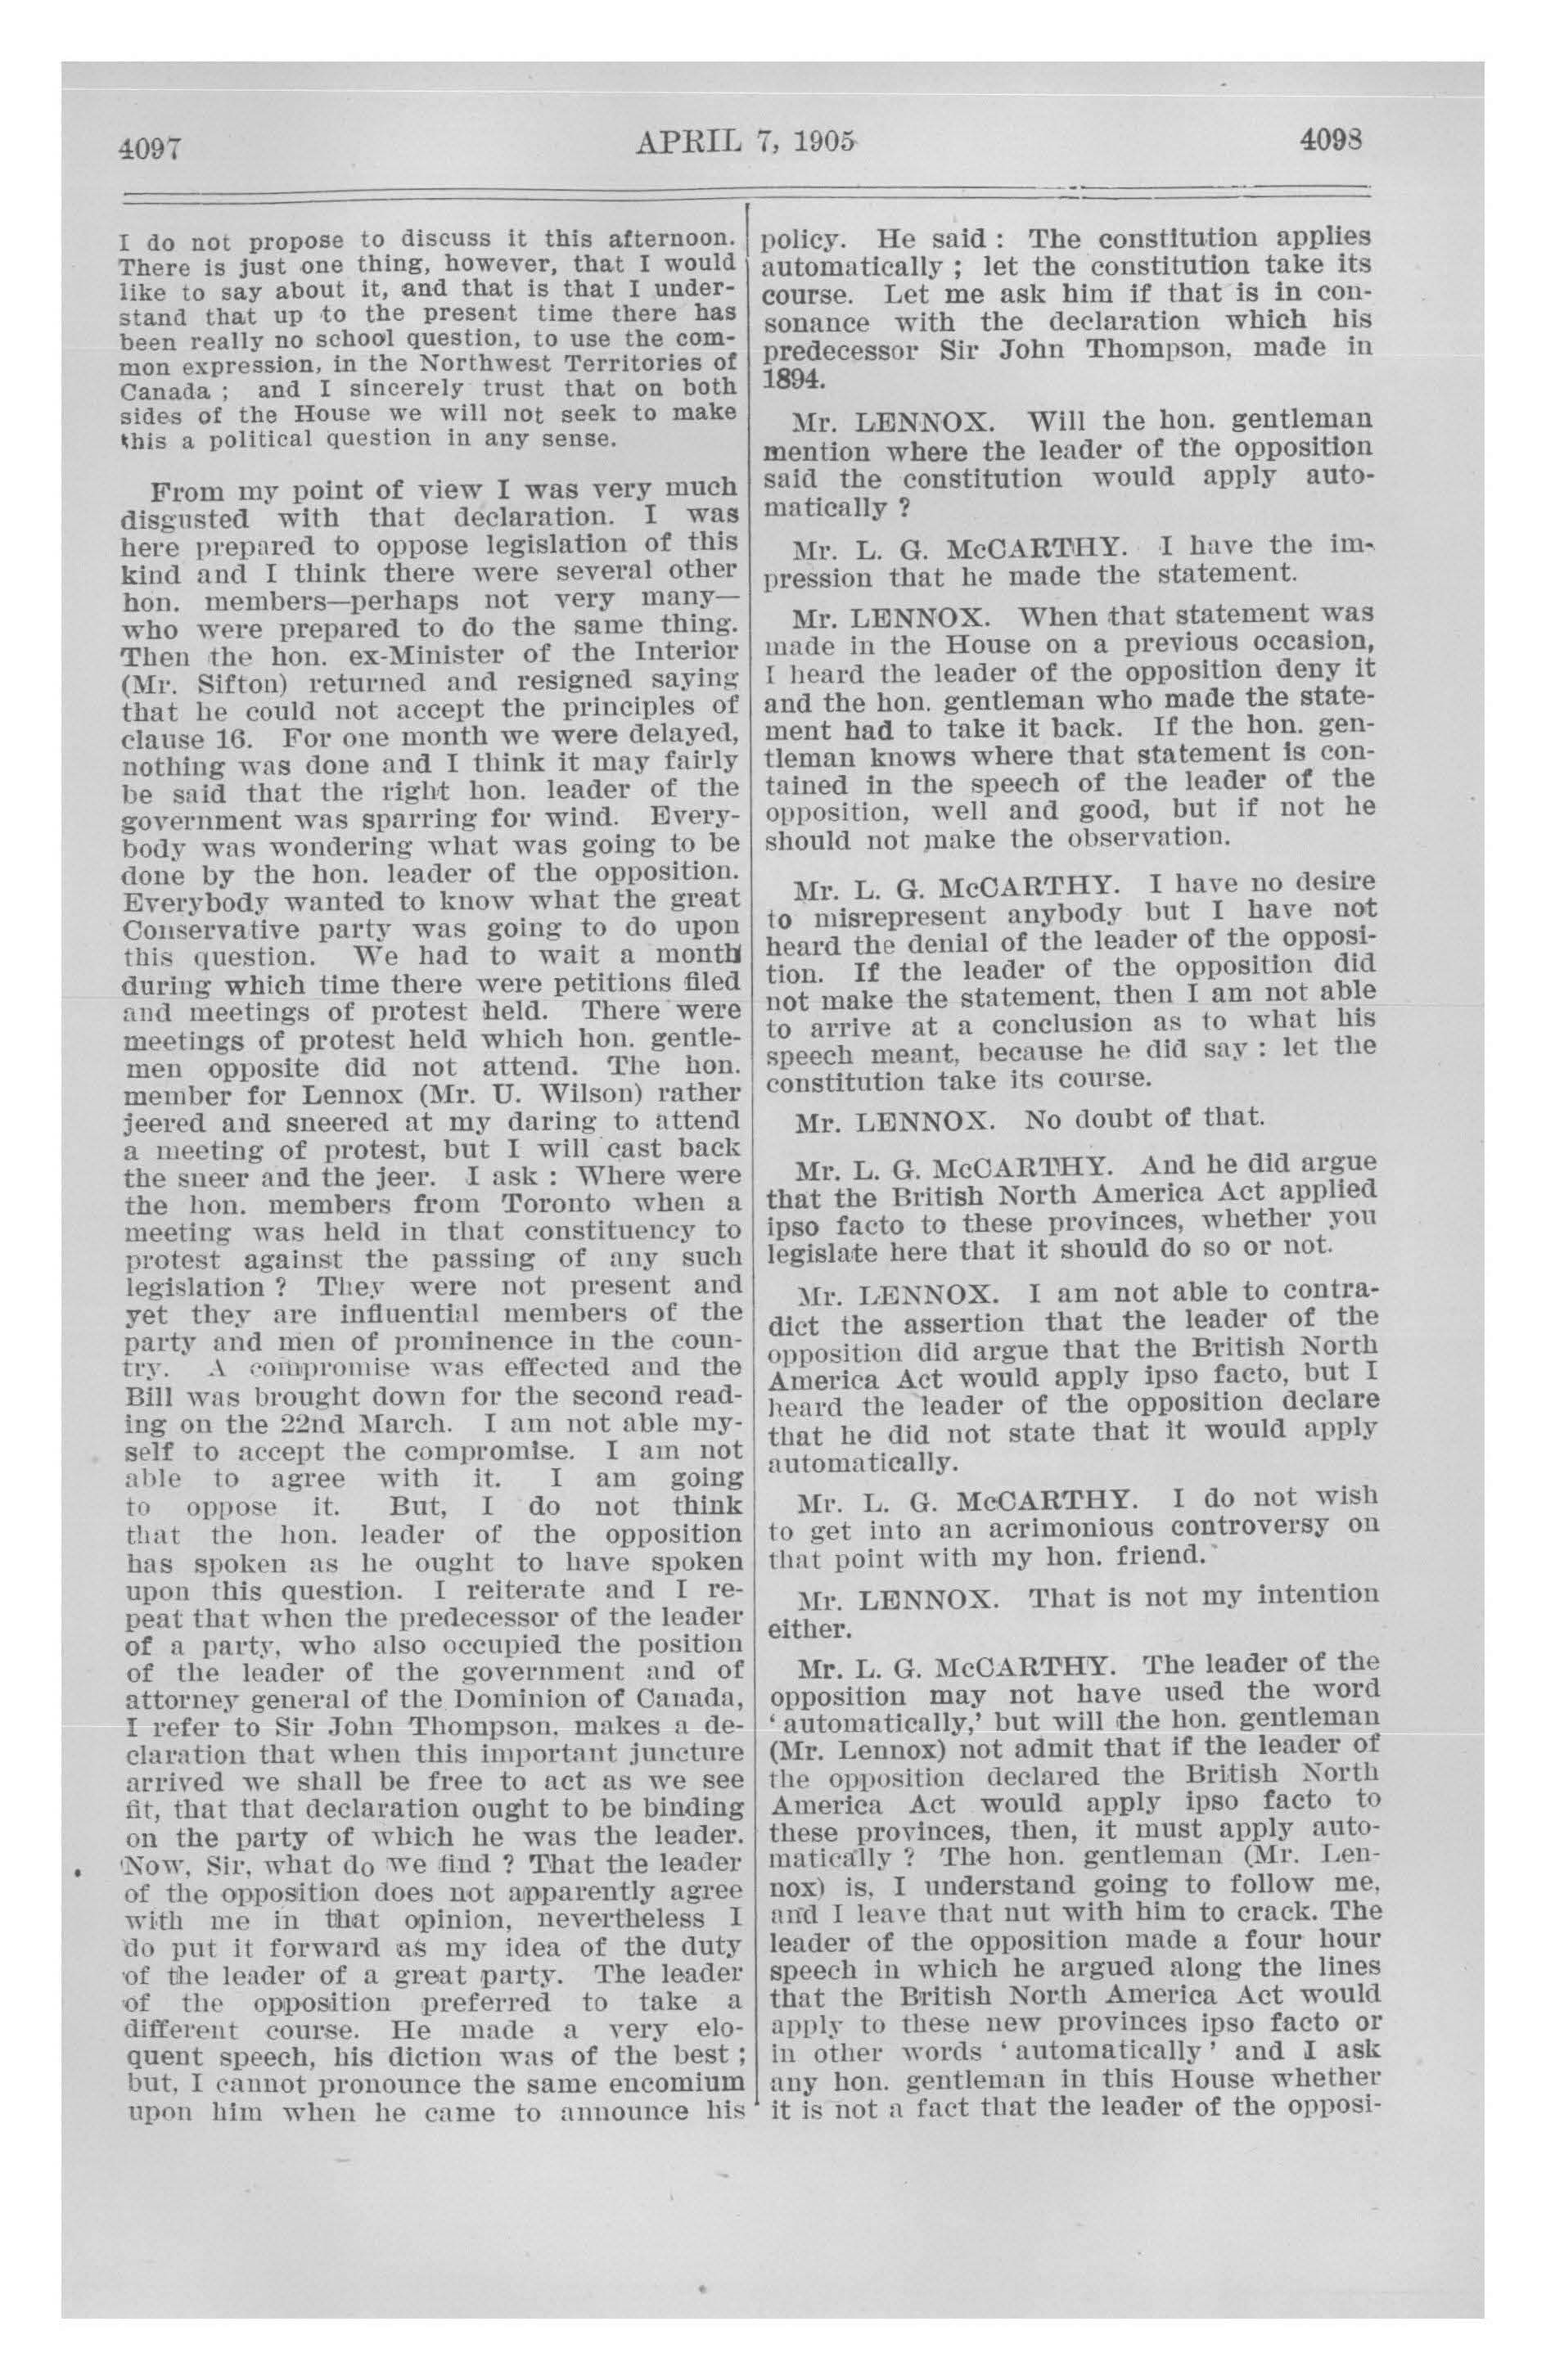 4097
APRIL 7, 1905
4098
I do not propose to discuss it this afternoon.
There is just one thing, however, that I would
like to say about it, and that is that I under-
stand that up to the present time there has
been really no school question, to use the com-
mon expression, in the Northwest Territories of
Canada ; and I sincerely trust that on both
sides of the House we will not seek to make
this a political question in any sense.
From my point of view I was very much
disgusted with that declaration. I was
here prepared to oppose legislation of this
kind and I think there were several other
hon. members—perhaps not very many—
who were prepared to do the same thing.
Then the hon. ex-Minister of the Interior
(Mr. Sifton) returned and resigned saying
that he could not accept the principles of
clause 16. For one month we were delayed,
nothing was done and I think it may fairly
be said that the right hon. leader of the
government was sparring for wind. Every-
body was wondering what was going to be
done by the hon. leader of the opposition.
Everybody wanted to know what the great
Conservative party was going to do upon
this question. We had to wait a month
during which time there were petitions filed
and meetings of protest held. There were
meetings of protest held which hon. gentle-
men opposite did not attend. The hon.
member for Lennox (Mr. U. Wilson) rather
jeered and sneered at my daring to attend
a meeting of protest, but I will cast back
the sneer and the jeer. I ask : Where were
the hon. members from Toronto when a
meeting was held in that constituency to
protest against the passing of any such
legislation ? They were not present and
yet they are influential members of the
party and men of prominence in the coun-
try. A compromise was effected and the
Bill was brought down for the second read-
ing on the 22nd March. I am not able my-
self to accept the compromise. I am not
able to agree with it. I am going
to oppose it. But, I do not think
that the hon. leader of the opposition
has spoken as he ought to have spoken
upon this question. I reiterate and I re-
peat that when the predecessor of the leader
of a party, who also occupied the position
of the leader of the government and of
attorney general of the Dominion of Canada,
I refer to Sir John Thompson, makes a de-
claration that when this important juncture
arrived we shall be free to act as we see
fit, that that declaration ought to be binding
on the party of which he was the leader.
Now, Sir, what do we find ? That the leader
of the opposition does not apparently agree
with me in that opinion, nevertheless I
do put it forward as my idea of the duty
of the leader of a great party. The leader
of the opposition preferred to take a
different course. He made a very elo-
quent speech, his diction was of the best ;
but, I cannot pronounce the same encomium
upon him when he came to announce his
policy. He said : The constitution applies
automatically ; let the constitution take its
course. Let me ask him if that is in con-
sonance with the declaration which his
predecessor Sir John Thompson, made in
1894.
Mr. LENNOX. Will the hon. gentleman
mention where the leader of the opposition
said the constitution would apply auto-
matically ?
Mr. L. G. McCARTHY. I have the im-
pression that he made the statement.
Mr. LENNOX. When that statement was
made in the House on a previous occasion,
I heard the leader of the opposition deny it
and the hon. gentleman who made the state-
ment had to take it back. If the hon. gen-
tleman knows where that statement is con-
tained in the speech of the leader of the
opposition, well and good, but if not he
should not make the observation.
Mr. L. G. McCARTHY. I have no desire
to misrepresent anybody but I have not
heard the denial of the leader of the opposi-
tion. If the leader of the opposition did
not make the statement, then I am not able
to arrive at a conclusion as to what his
speech meant, because he did say : let the
constitution take its course.
Mr. LENNOX. No doubt of that.
Mr. L. G. McCARTHY. And he did argue
that the British North America Act applied
ipso facto to these provinces, whether you
legislate here that it should do so or not.
Mr. LENNOX. I am not able to contra-
dict the assertion that the leader of the
opposition did argue that the British North
America Act would apply ipso facto, but I
heard the leader of the opposition declare
that he did not state that it would apply
automatically.
Mr. L. G. McCARTHY. I do not wish
to get into an acrimonious controversy on
that point with my hon. friend.
Mr. LENNOX. That is not my intention
either.
Mr. L. G. McCARTHY. The leader of the
opposition may not have used the word
‘ automatically,’ but will the hon. gentleman
(Mr. Lennox) not admit that if the leader of
the opposition declared the British North
America Act would apply ipso facto to
these provinces, then, it must apply auto-
matically ? The hon. gentleman (Mr. Len-
nox) is, I understand going to follow me,
and I leave that nut with him to crack. The
leader of the opposition made a four hour
speech in which he argued along the lines
that the British North America Act would
apply to these new provinces ipso facto or
in other words ‘ automatically ’ and I ask
any hon. gentleman in this House whether
it is not a fact that the leader of the opposi-